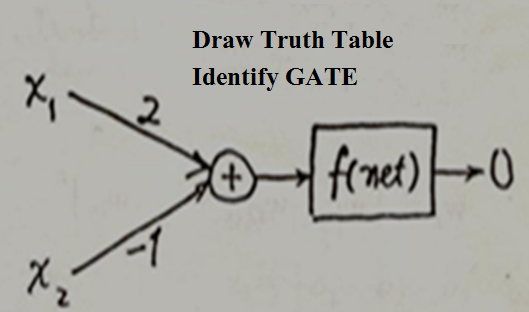 Draw Truth Table
Identify GATE
x₁
2
+
f(net)
0
-1
x₂